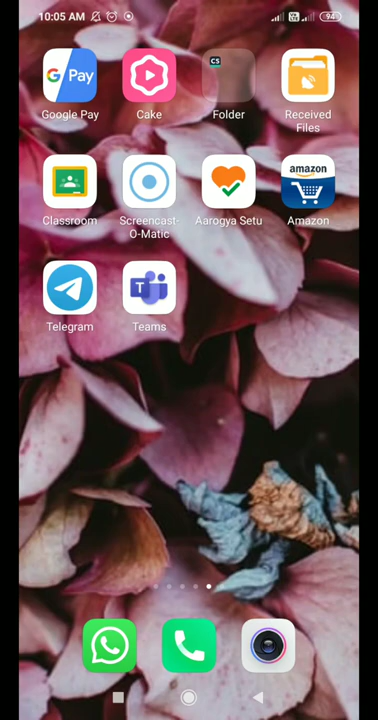 10:05 AM
94
G Pay
CS
amazon
Google Pay
Cake
Folder
Received
Files
Classroom
Screencast-
O-Matic
Aarogya Setu
Amazon
T
Telegram
Teams